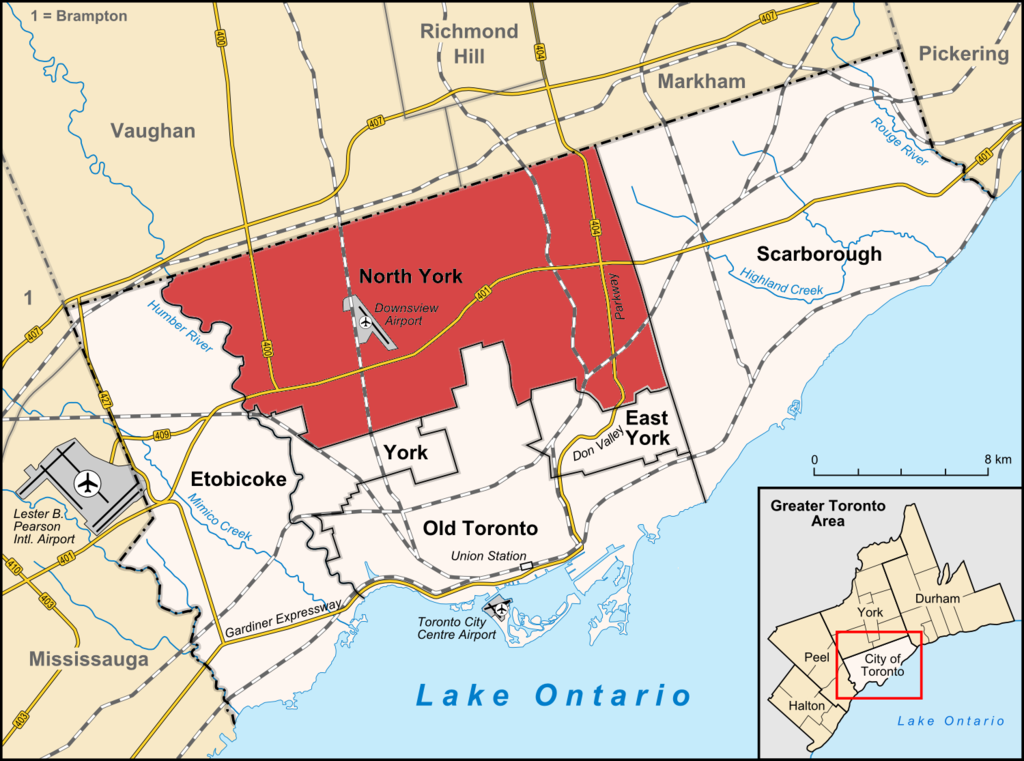 1 = Brampton
400
404
407
Richmond
Hill
Pickering
Markham
Vaughan
407
Rouge River
401
404
Scarborough
North York
Highland Creek
Parkway
401
1
Downsview
Airport
Humber River
407
400
427
East
York
409
Don Valley
York
0
8 km
Etobicoke
Mimico Creek
Lester B.
Pearson
Intl. Airport
Old Toronto
Union Station
401
410
403
Gardiner Expressway
Toronto City
Centre Airport
Mississauga
Lake Ontario
403
Greater Toronto
Area
York
Durham
Peel
City of
Toronto
Halton
Lake Ontario